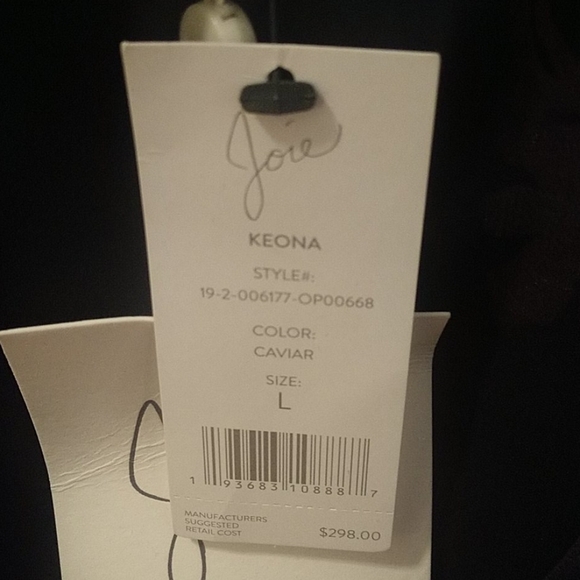 Joie
KEONA
STYLE#:
19-2-006177-OP00668
COLOR:
CAVIAR
SIZE:
L
1 93683 10888 7
MANUFACTURERS
SUGGESTED
RETAIL COST
$298.00